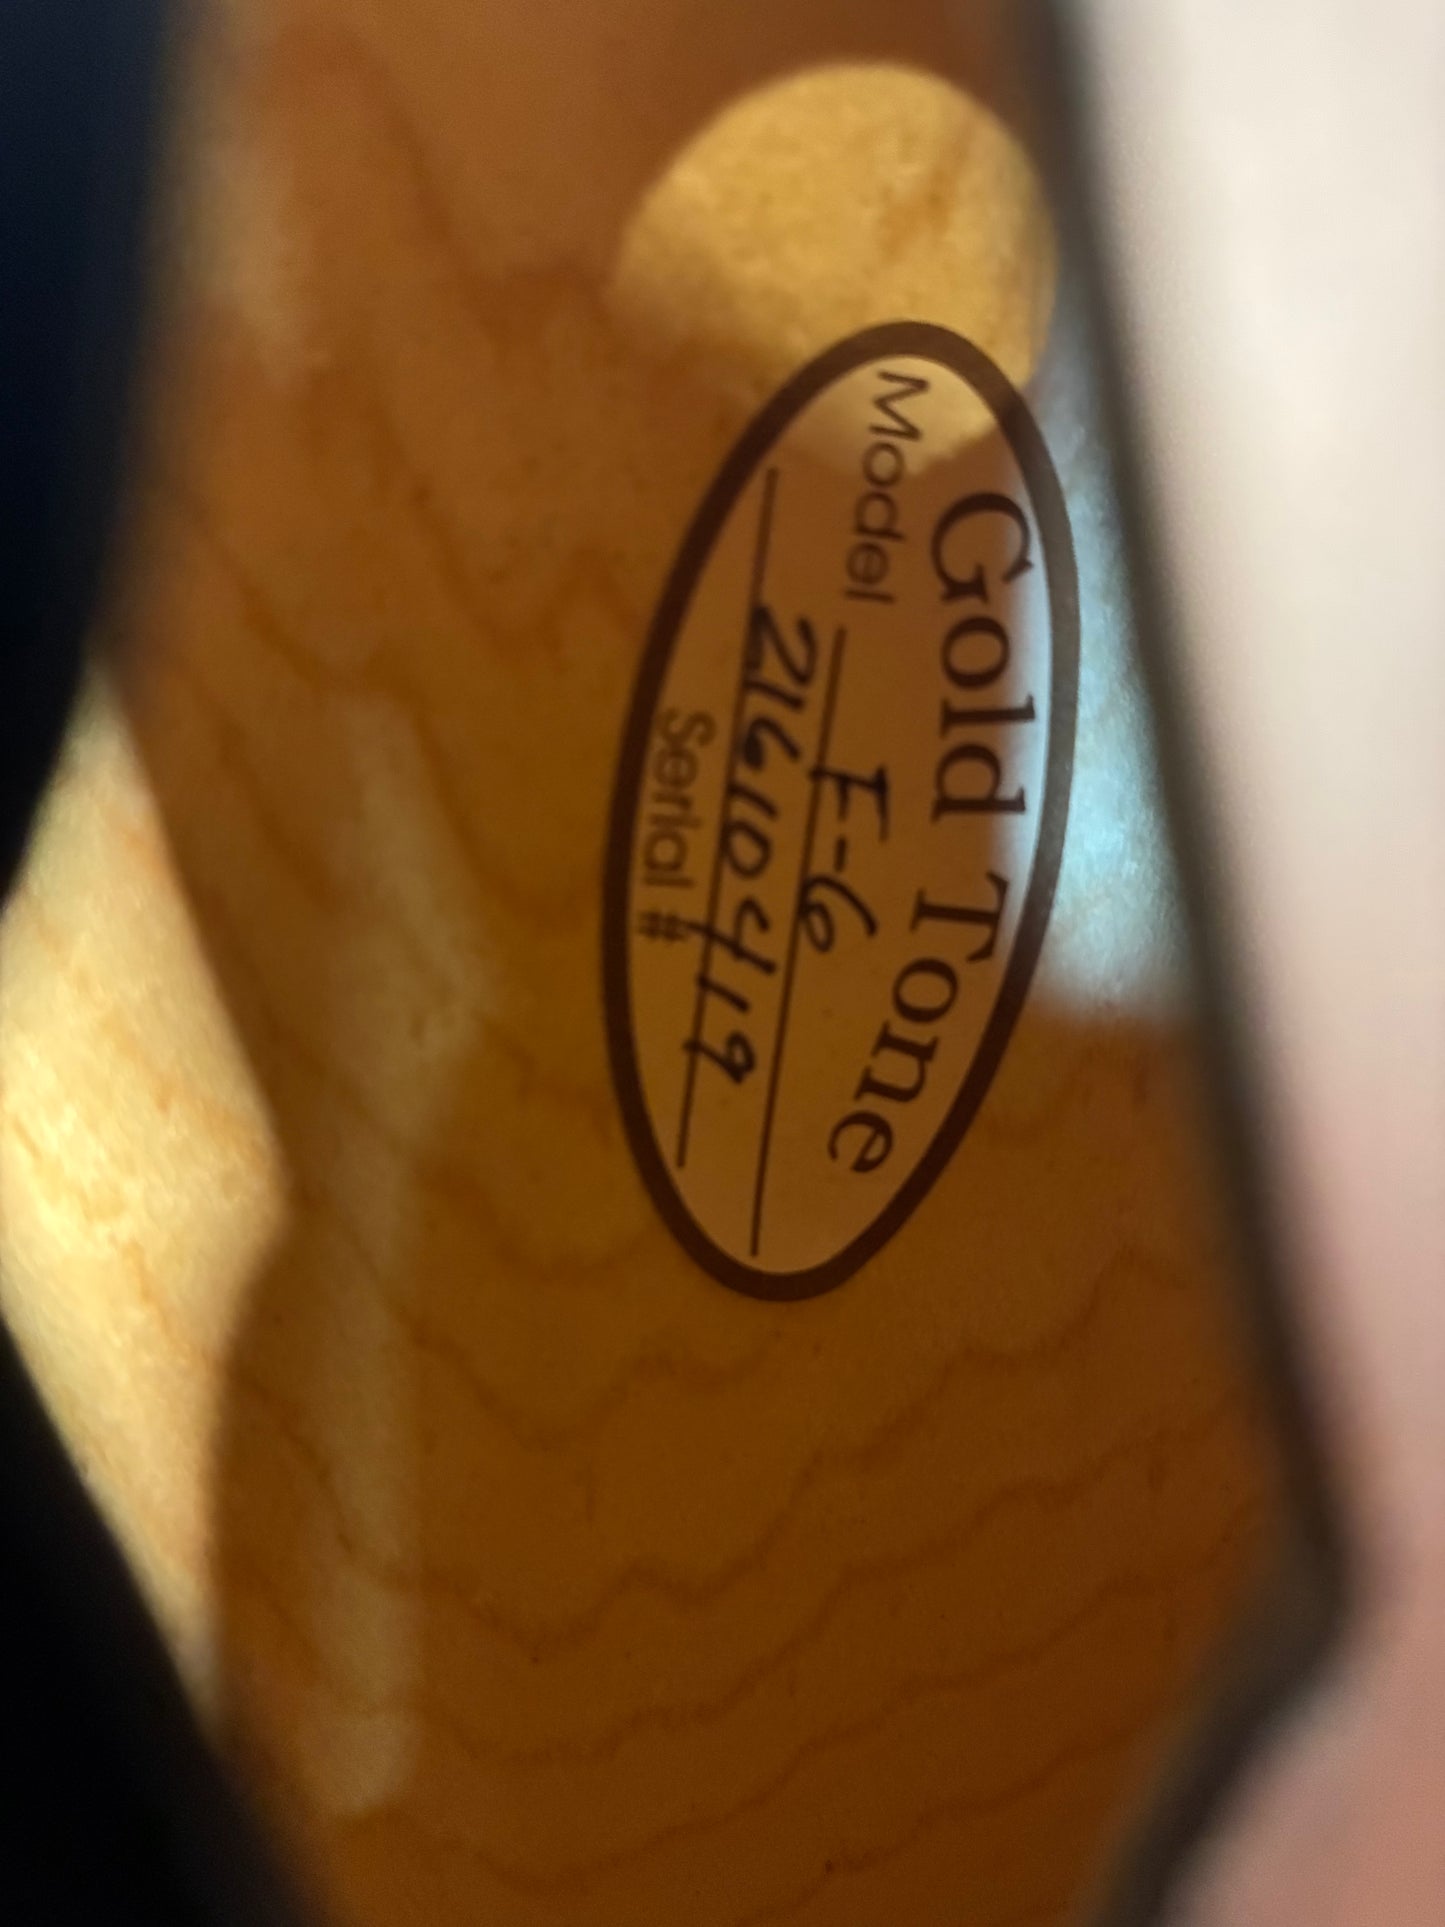 Gold Tone
Model F-6
21610419
Serial #